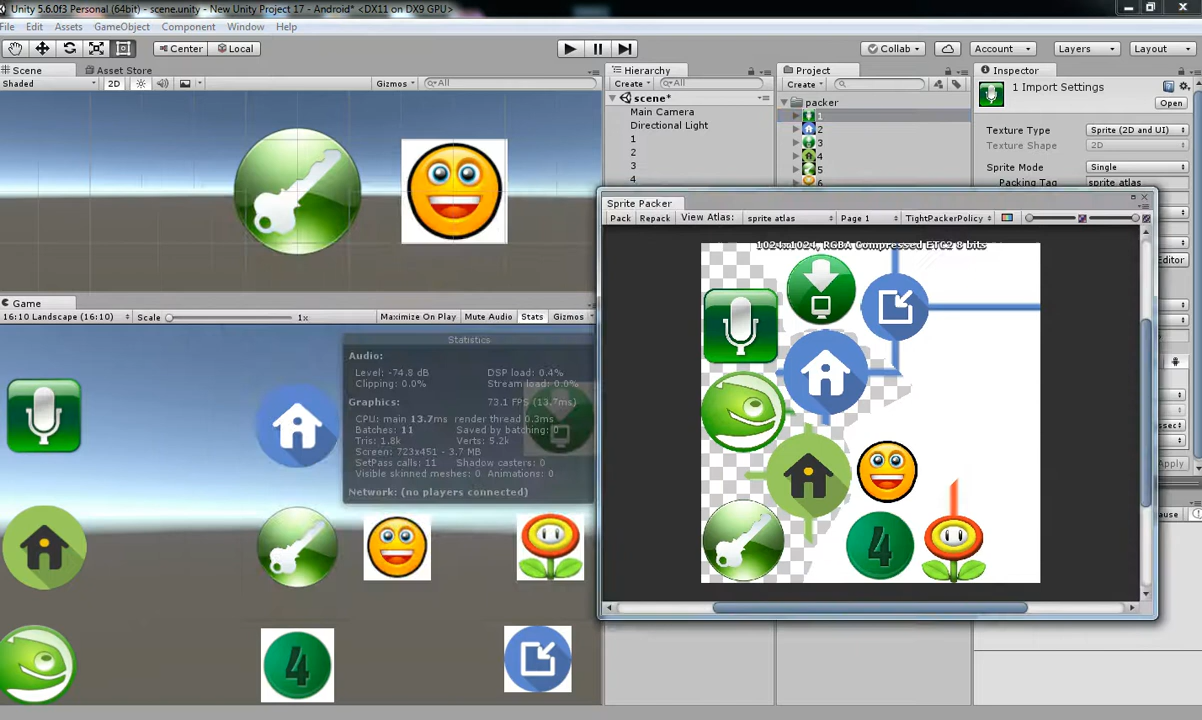 Unity 5.6.0f3 Personal (64bit) - scene.unity - New Unity Project 17 - Android* <DX11 on DX9 GPU>
File Edit Assets GameObject Component Window Help
Center Local Collab Account Layers Layout
Scene Asset Store Hierarchy Project Inspector
Shaded 2D Gizmos All Create All Create
1 Import Settings
Open
scene*
Main Camera
Directional Light
1
2
3
4
packer
1
2
3
4
5
6
Texture Type Sprite (2D and UI)
Texture Shape 2D
Sprite Mode Single
Packing Tag sprite atlas
Editor
Apply
Sprite Packer
Pack Repack View Atlas: sprite atlas Page 1 TightPackerPolicy
1024x1024, RGBA Compressed ETC2 8 bits
4
Game
16:10 Landscape (16:10) Scale 1x Maximize On Play Mute Audio Stats Gizmos
Statistics
Audio:
Level: -74.8 dB DSP load: 0.4%
Clipping: 0.0% Stream load: 0.0%
Graphics: 73.1 FPS (13.7ms)
CPU: main 13.7ms render thread 0.3ms
Batches: 11 Saved by batching: 0
Tris: 1.8k Verts: 5.2k
Screen: 723x451 - 3.7 MB
SetPass calls: 11 Shadow casters: 0
Visible skinned meshes: 0 Animations: 0
Network: (no players connected)
4